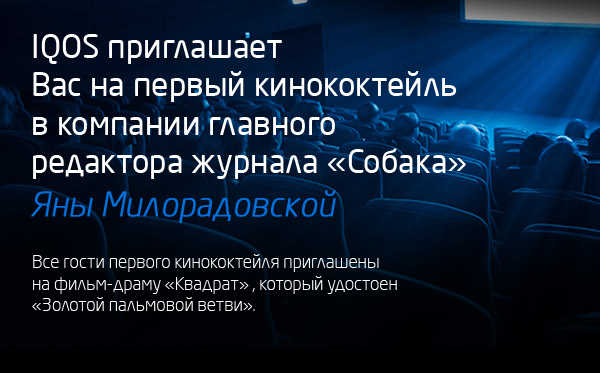 IQOS приглашает
Вас на первый кинококтейль
в компании главного
редактора журнала «Собака»
Яны Милорадовской
Все гости первого кинококтейля приглашены
на фильм-драму «Квадрат» , который удостоен
«Золотой пальмовой ветви».